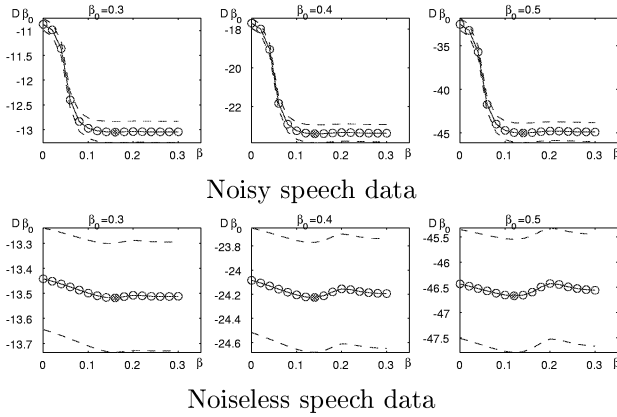 D β₀ β₀=0.3
-11
-11.5
-12
-12.5
-13
0 0.1 0.2 0.3 β
D β₀ β₀=0.4
-18
-20
-22
0 0.1 0.2 0.3 β
D β₀ β₀=0.5
-35
-40
-45
0 0.1 0.2 0.3 β
Noisy speech data
D β₀ β₀=0.3
-13.3
-13.4
-13.5
-13.6
-13.7
0 0.1 0.2 0.3 β
D β₀ β₀=0.4
-23.8
-24
-24.2
-24.4
-24.6
0 0.1 0.2 0.3 β
D β₀ β₀=0.5
-45.5
-46
-46.5
-47
-47.5
0 0.1 0.2 0.3 β
Noiseless speech data